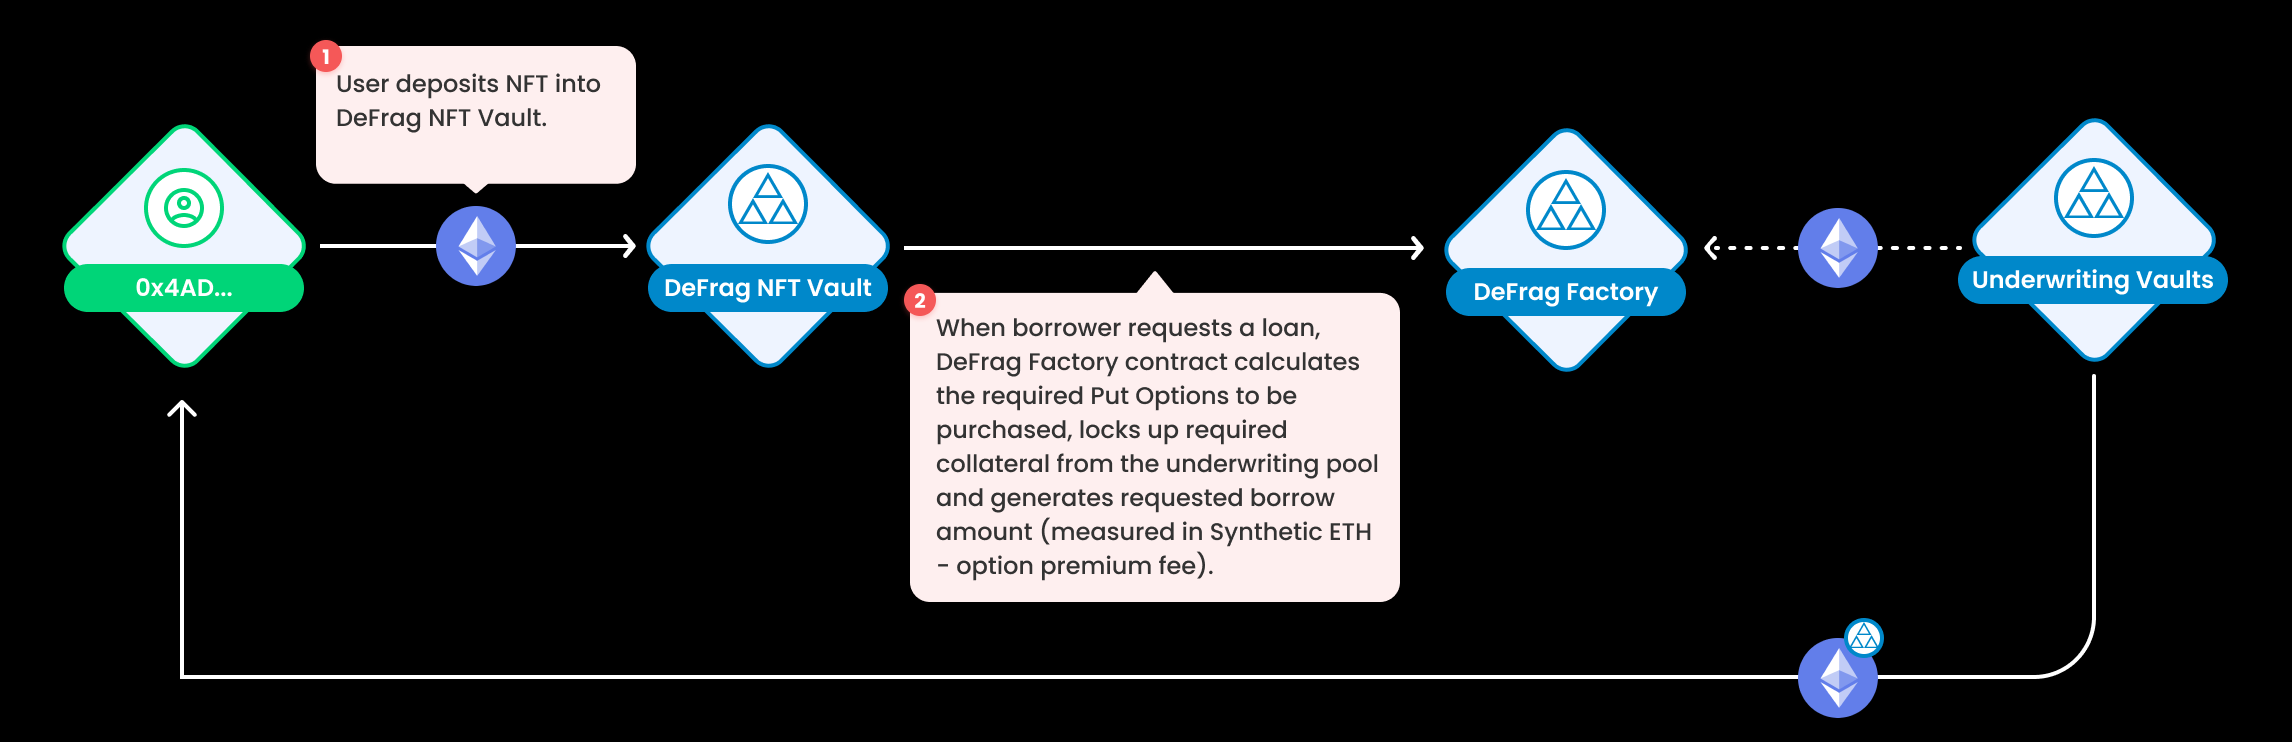 1
User deposits NFT into
DeFrag NFT Vault.
0x4AD...
DeFrag NFT Vault
DeFrag Factory
Underwriting Vaults
2
When borrower requests a loan,
DeFrag Factory contract calculates
the required Put Options to be
purchased, locks up required
collateral from the underwriting pool
and generates requested borrow
amount (measured in Synthetic ETH
- option premium fee).